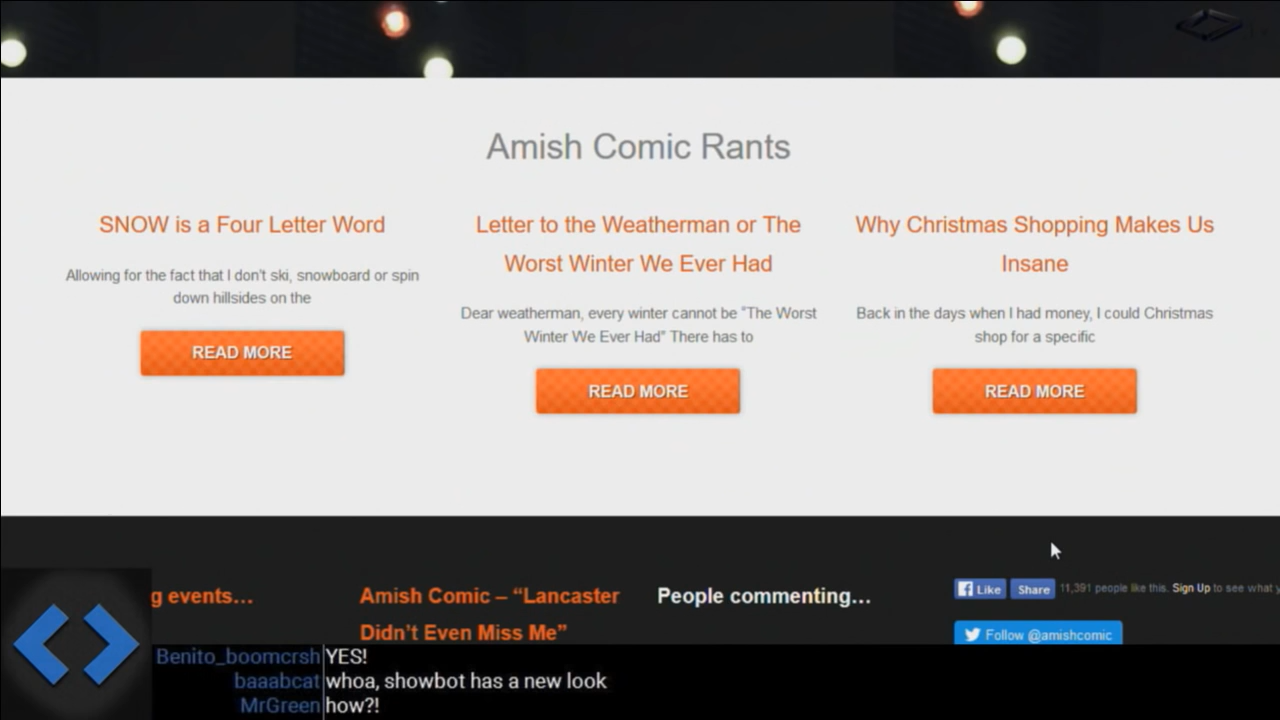 Amish Comic Rants
SNOW is a Four Letter Word
Allowing for the fact that I don't ski, snowboard or spin
down hillsides on the
READ MORE
Letter to the Weatherman or The
Worst Winter We Ever Had
Dear weatherman, every winter cannot be "The Worst
Winter We Ever Had" There has to
READ MORE
Why Christmas Shopping Makes Us
Insane
Back in the days when I had money, I could Christmas
shop for a specific
READ MORE
g events...
Amish Comic – “Lancaster
Didn’t Even Miss Me”
People commenting...
Like
Share
11,391 people like this. Sign Up to see what y
Follow @amishcomic
Benito_boomcrsh YES!
baaabcat whoa, showbot has a new look
MrGreen how?!